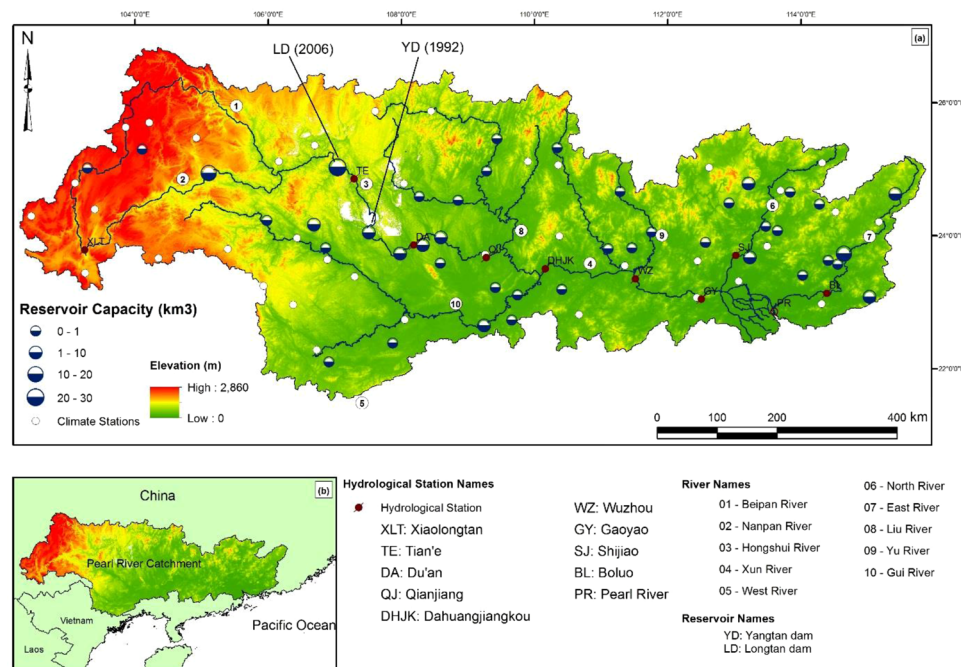 104°0'0"E
106°0'0"E
108°0'0"E
110°0'0"E
112°0'0"E
114°0'0"E
N
LD (2006)
YD (1992)
(a)
26°0'0"
24°0'0"
22°0'0"
1
2
3
4
5
6
7
8
9
10
XLT
TE
DA
QJ
DHJK
WZ
GY
SJ
BL
PR
Reservoir Capacity (km3)
0 - 1
1 - 10
10 - 20
20 - 30
Climate Stations
Elevation (m)
High : 2,860
Low : 0
0 100 200 400 km
(b)
China
Pearl River Catchment
Vietnam
Laos
Pacific Ocean
Hydrological Station Names
Hydrological Station
XLT: Xiaolongtan
TE: Tian'e
DA: Du'an
QJ: Qianjiang
DHJK: Dahuangjiangkou
WZ: Wuzhou
GY: Gaoyao
SJ: Shijiao
BL: Boluo
PR: Pearl River
River Names
01 - Beipan River
02 - Nanpan River
03 - Hongshui River
04 - Xun River
05 - West River
06 - North River
07 - East River
08 - Liu River
09 - Yu River
10 - Gui River
Reservoir Names
YD: Yangtan dam
LD: Longtan dam